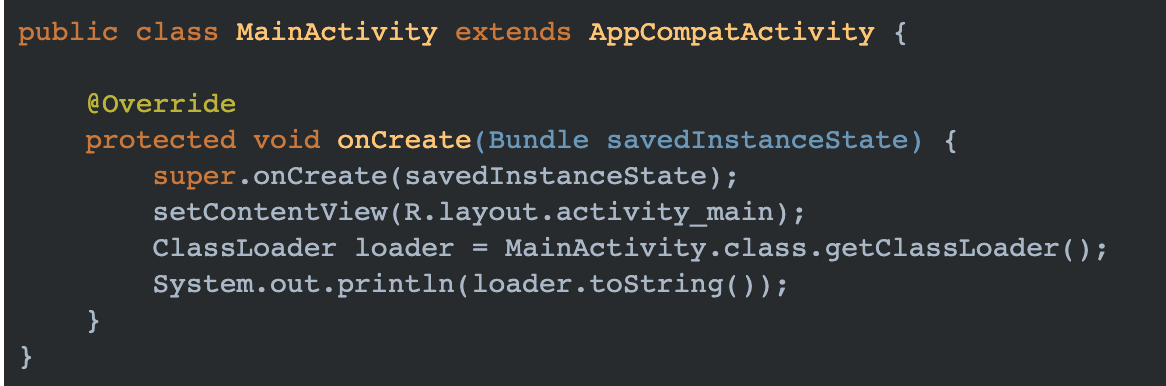 public class MainActivity extends AppCompatActivity {
@Override
protected void onCreate(Bundle savedInstanceState) {
super.onCreate(savedInstanceState);
setContentView(R.layout.activity_main);
ClassLoader loader = MainActivity.class.getClassLoader();
System.out.println(loader.toString());
}
}